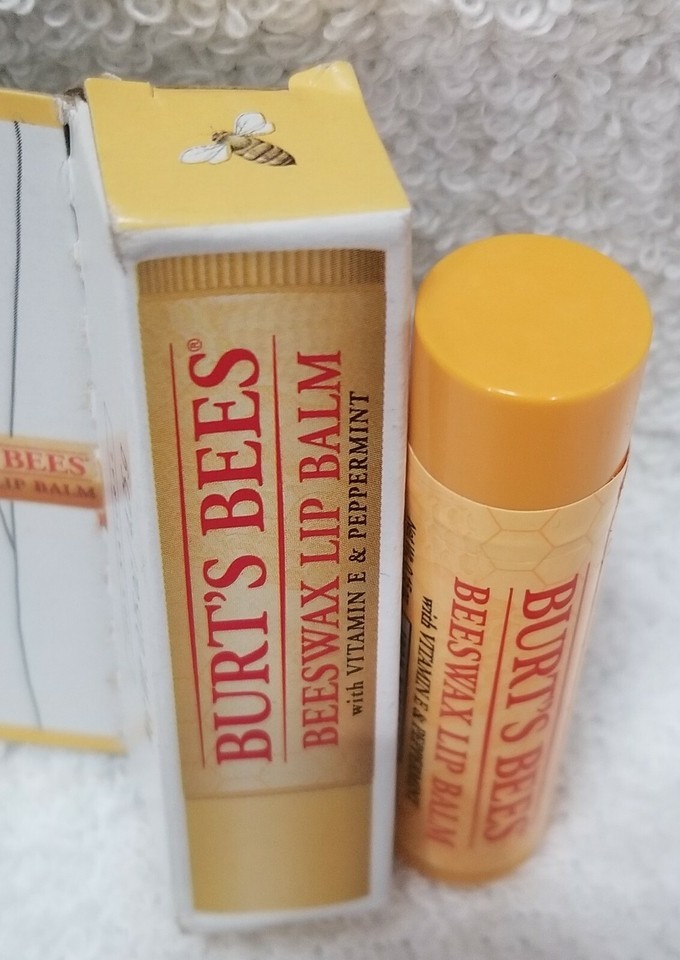 BEES
LIP BALM
BURT'S BEES®
BEESWAX LIP BALM
with VITAMIN E & PEPPERMINT
BURT'S BEES
BEESWAX LIP BALM
with VITAMIN E & PEPPERMINT